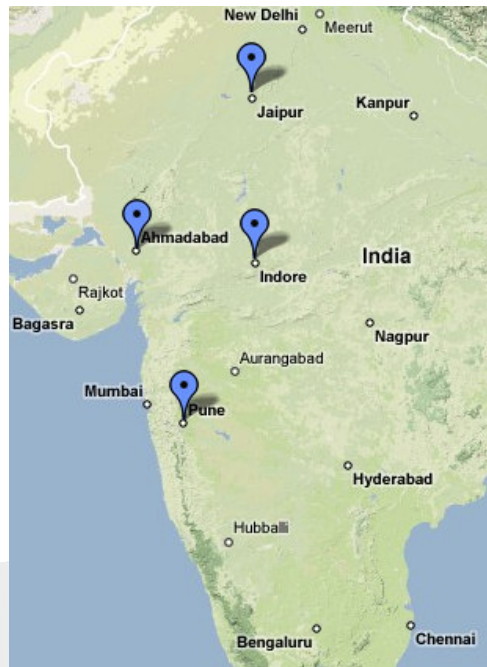 New Delhi
Meerut
Jaipur
Kanpur
Ahmadabad
Indore
India
Rajkot
Bagasra
Nagpur
Aurangabad
Mumbai
Pune
Hyderabad
Hubballi
Bengaluru
Chennai